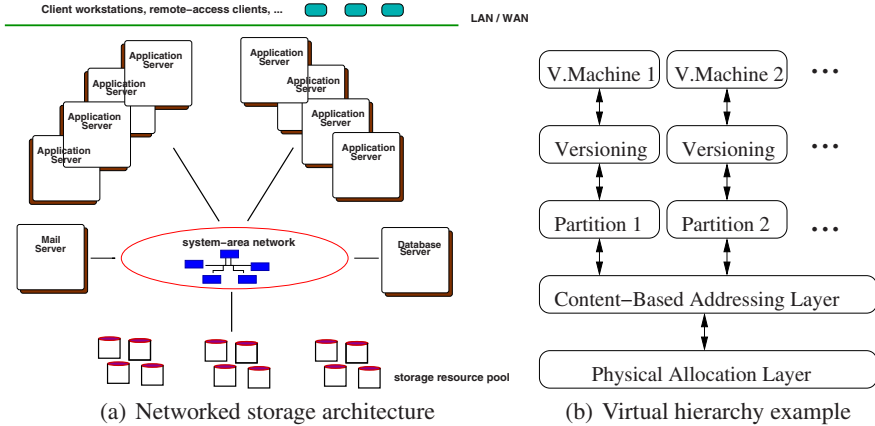 Client workstations, remote-access clients, ...
LAN / WAN
Application
Server
Application
Server
Application
Server
Application
Server
Application
Server
Application
Server
Application
Server
Application
Server
Mail
Server
system-area network
Database
Server
storage resource pool
(a) Networked storage architecture
V.Machine 1
V.Machine 2
...
Versioning
Versioning
...
Partition 1
Partition 2
...
Content-Based Addressing Layer
Physical Allocation Layer
(b) Virtual hierarchy example